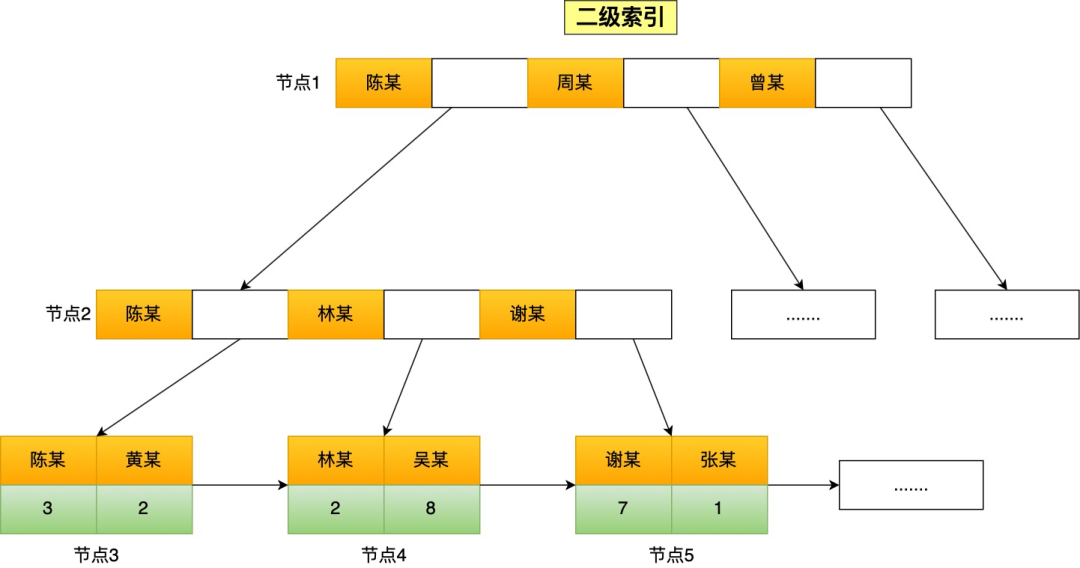 二级索引
节点1
陈某
周某
曾某
节点2
陈某
林某
谢某
.......
.......
陈某 黄某
3 2
节点3
林某 吴某
2 8
节点4
谢某 张某
7 1
节点5
.......